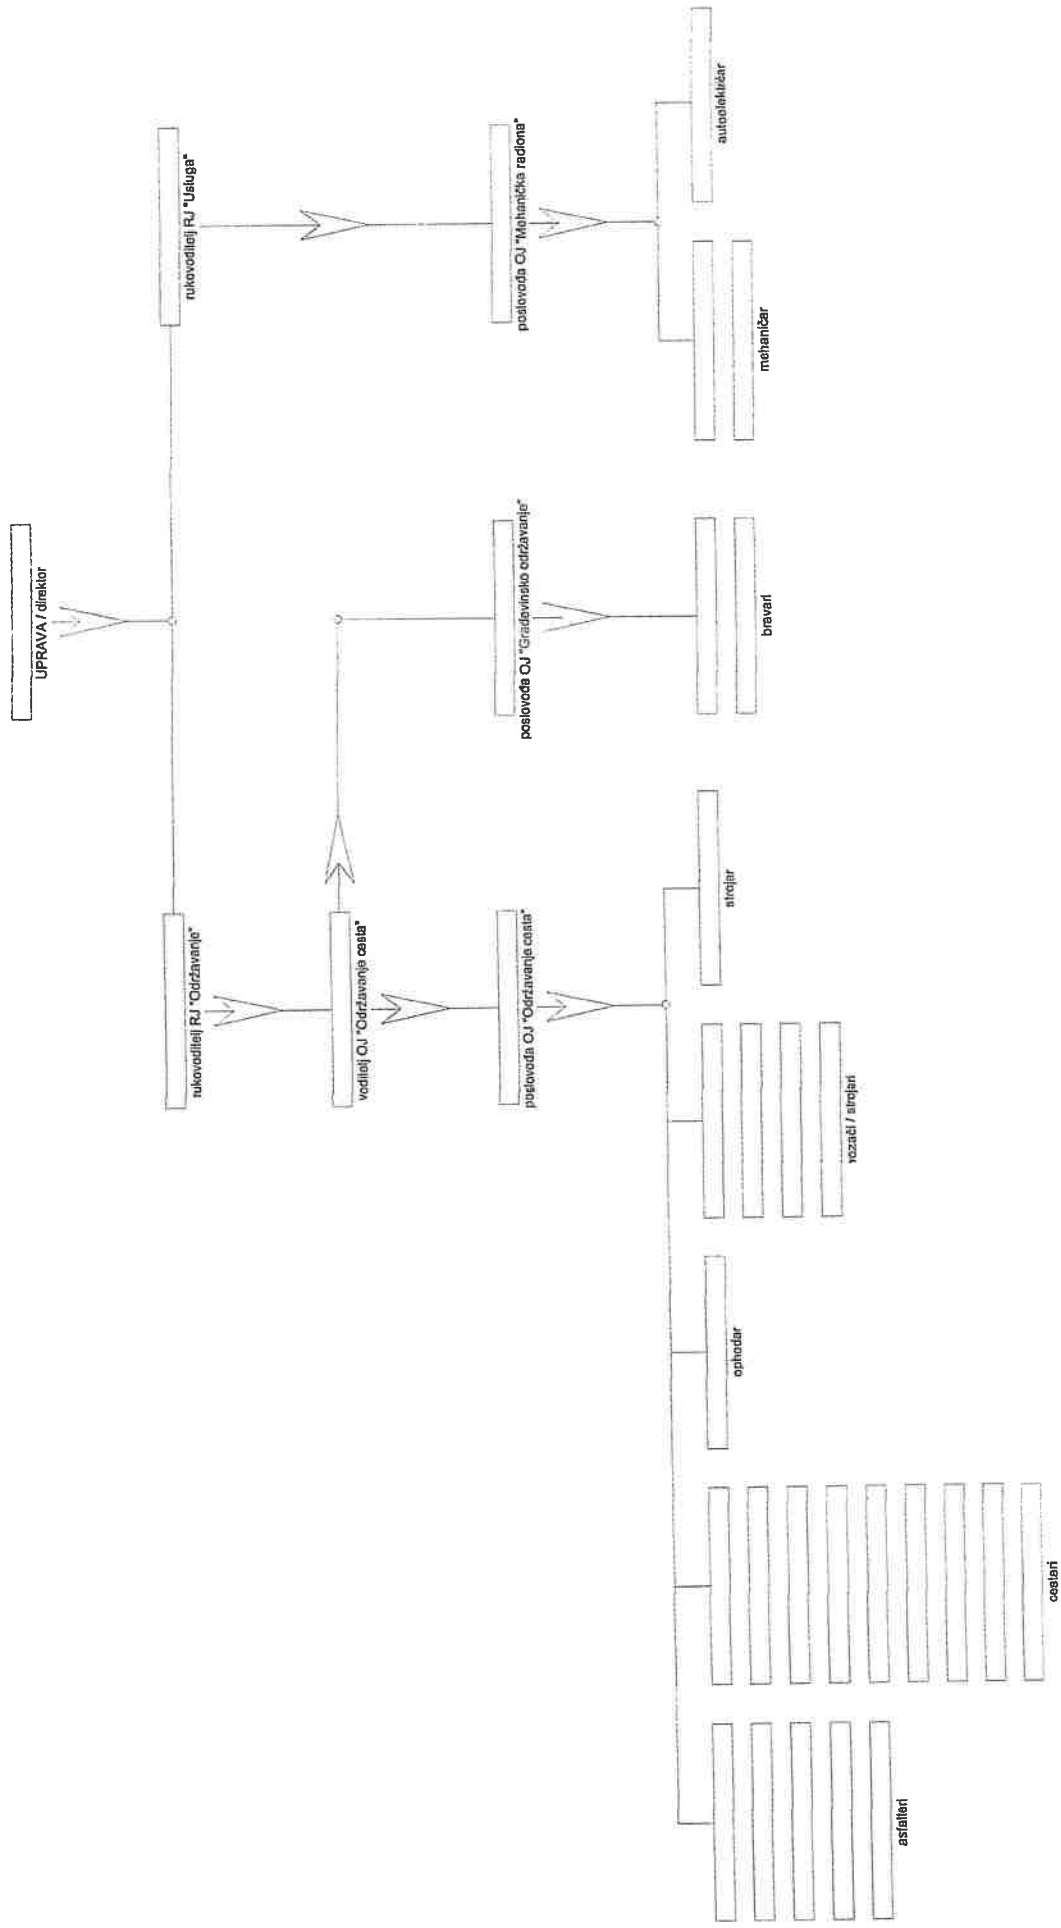 UPRAVA / direktor
rukovoditelj RJ "Održavanje"
rukovoditelj RJ "Usluga"
voditelj OJ "Održavanje cesta"
poslovođa OJ "Održavanje cesta"
poslovođa OJ "Građevinsko održavanje"
poslovođa OJ "Mehanička radiona"
asfalteri
cestari
ophodar
vozači / strojari
strojar
bravari
mehaničar
autoelektričar